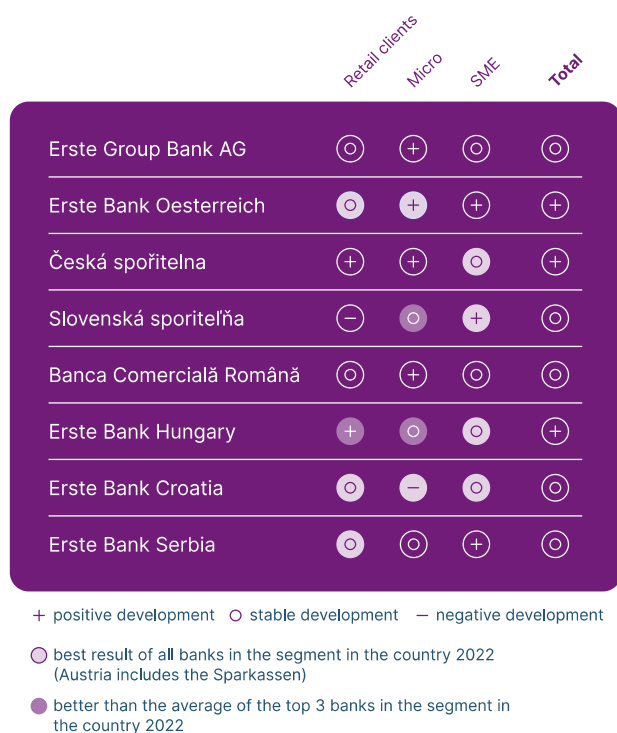 Retail clients Micro SME Total
Erste Group Bank AG
Erste Bank Oesterreich
Česká spořitelna
Slovenská sporiteľňa
Banca Comercială Română
Erste Bank Hungary
Erste Bank Croatia
Erste Bank Serbia
+ positive development o stable development – negative development
best result of all banks in the segment in the country 2022
(Austria includes the Sparkassen)
better than the average of the top 3 banks in the segment in
the country 2022